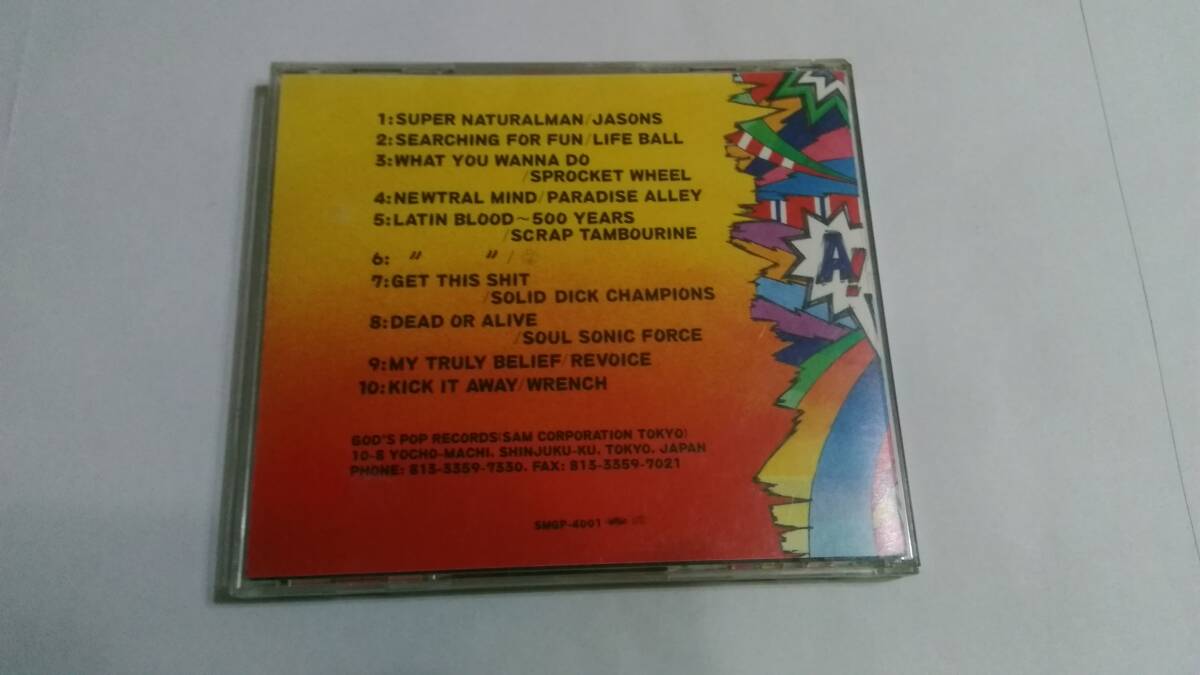 1:SUPER NATURALMAN/JASONS
2:SEARCHING FOR FUN/LIFE BALL
3:WHAT YOU WANNA DO
/SPROCKET WHEEL
4:NEWTRAL MIND/PARADISE ALLEY
5:LATIN BLOOD~500 YEARS
/SCRAP TAMBOURINE
6: 〃 〃
7:GET THIS SHIT
/SOLID DICK CHAMPIONS
8:DEAD OR ALIVE
/SOUL SONIC FORCE
9:MY TRULY BELIEF/REVOICE
10:KICK IT AWAY/WRENCH
A!
GOD'S POP RECORDS(SAM CORPORATION TOKYO)
10-8 YOCHO-MACHI. SHINJUKU-KU. TOKYO. JAPAN
PHONE: 813-3359-7330. FAX: 813-3359-7021
SMGP-4001